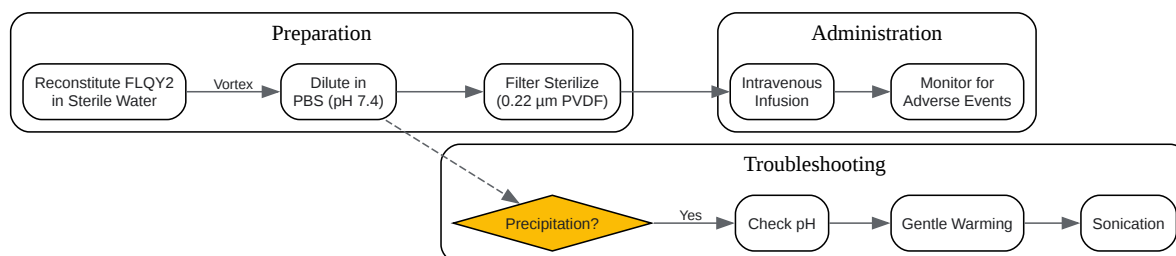 Preparation
Reconstitute FLQY2
in Sterile Water
Vortex
Dilute in
PBS (pH 7.4)
Filter Sterilize
(0.22 µm PVDF)
Administration
Intravenous
Infusion
Monitor for
Adverse Events
Troubleshooting
Precipitation?
Yes
Check pH
Gentle Warming
Sonication